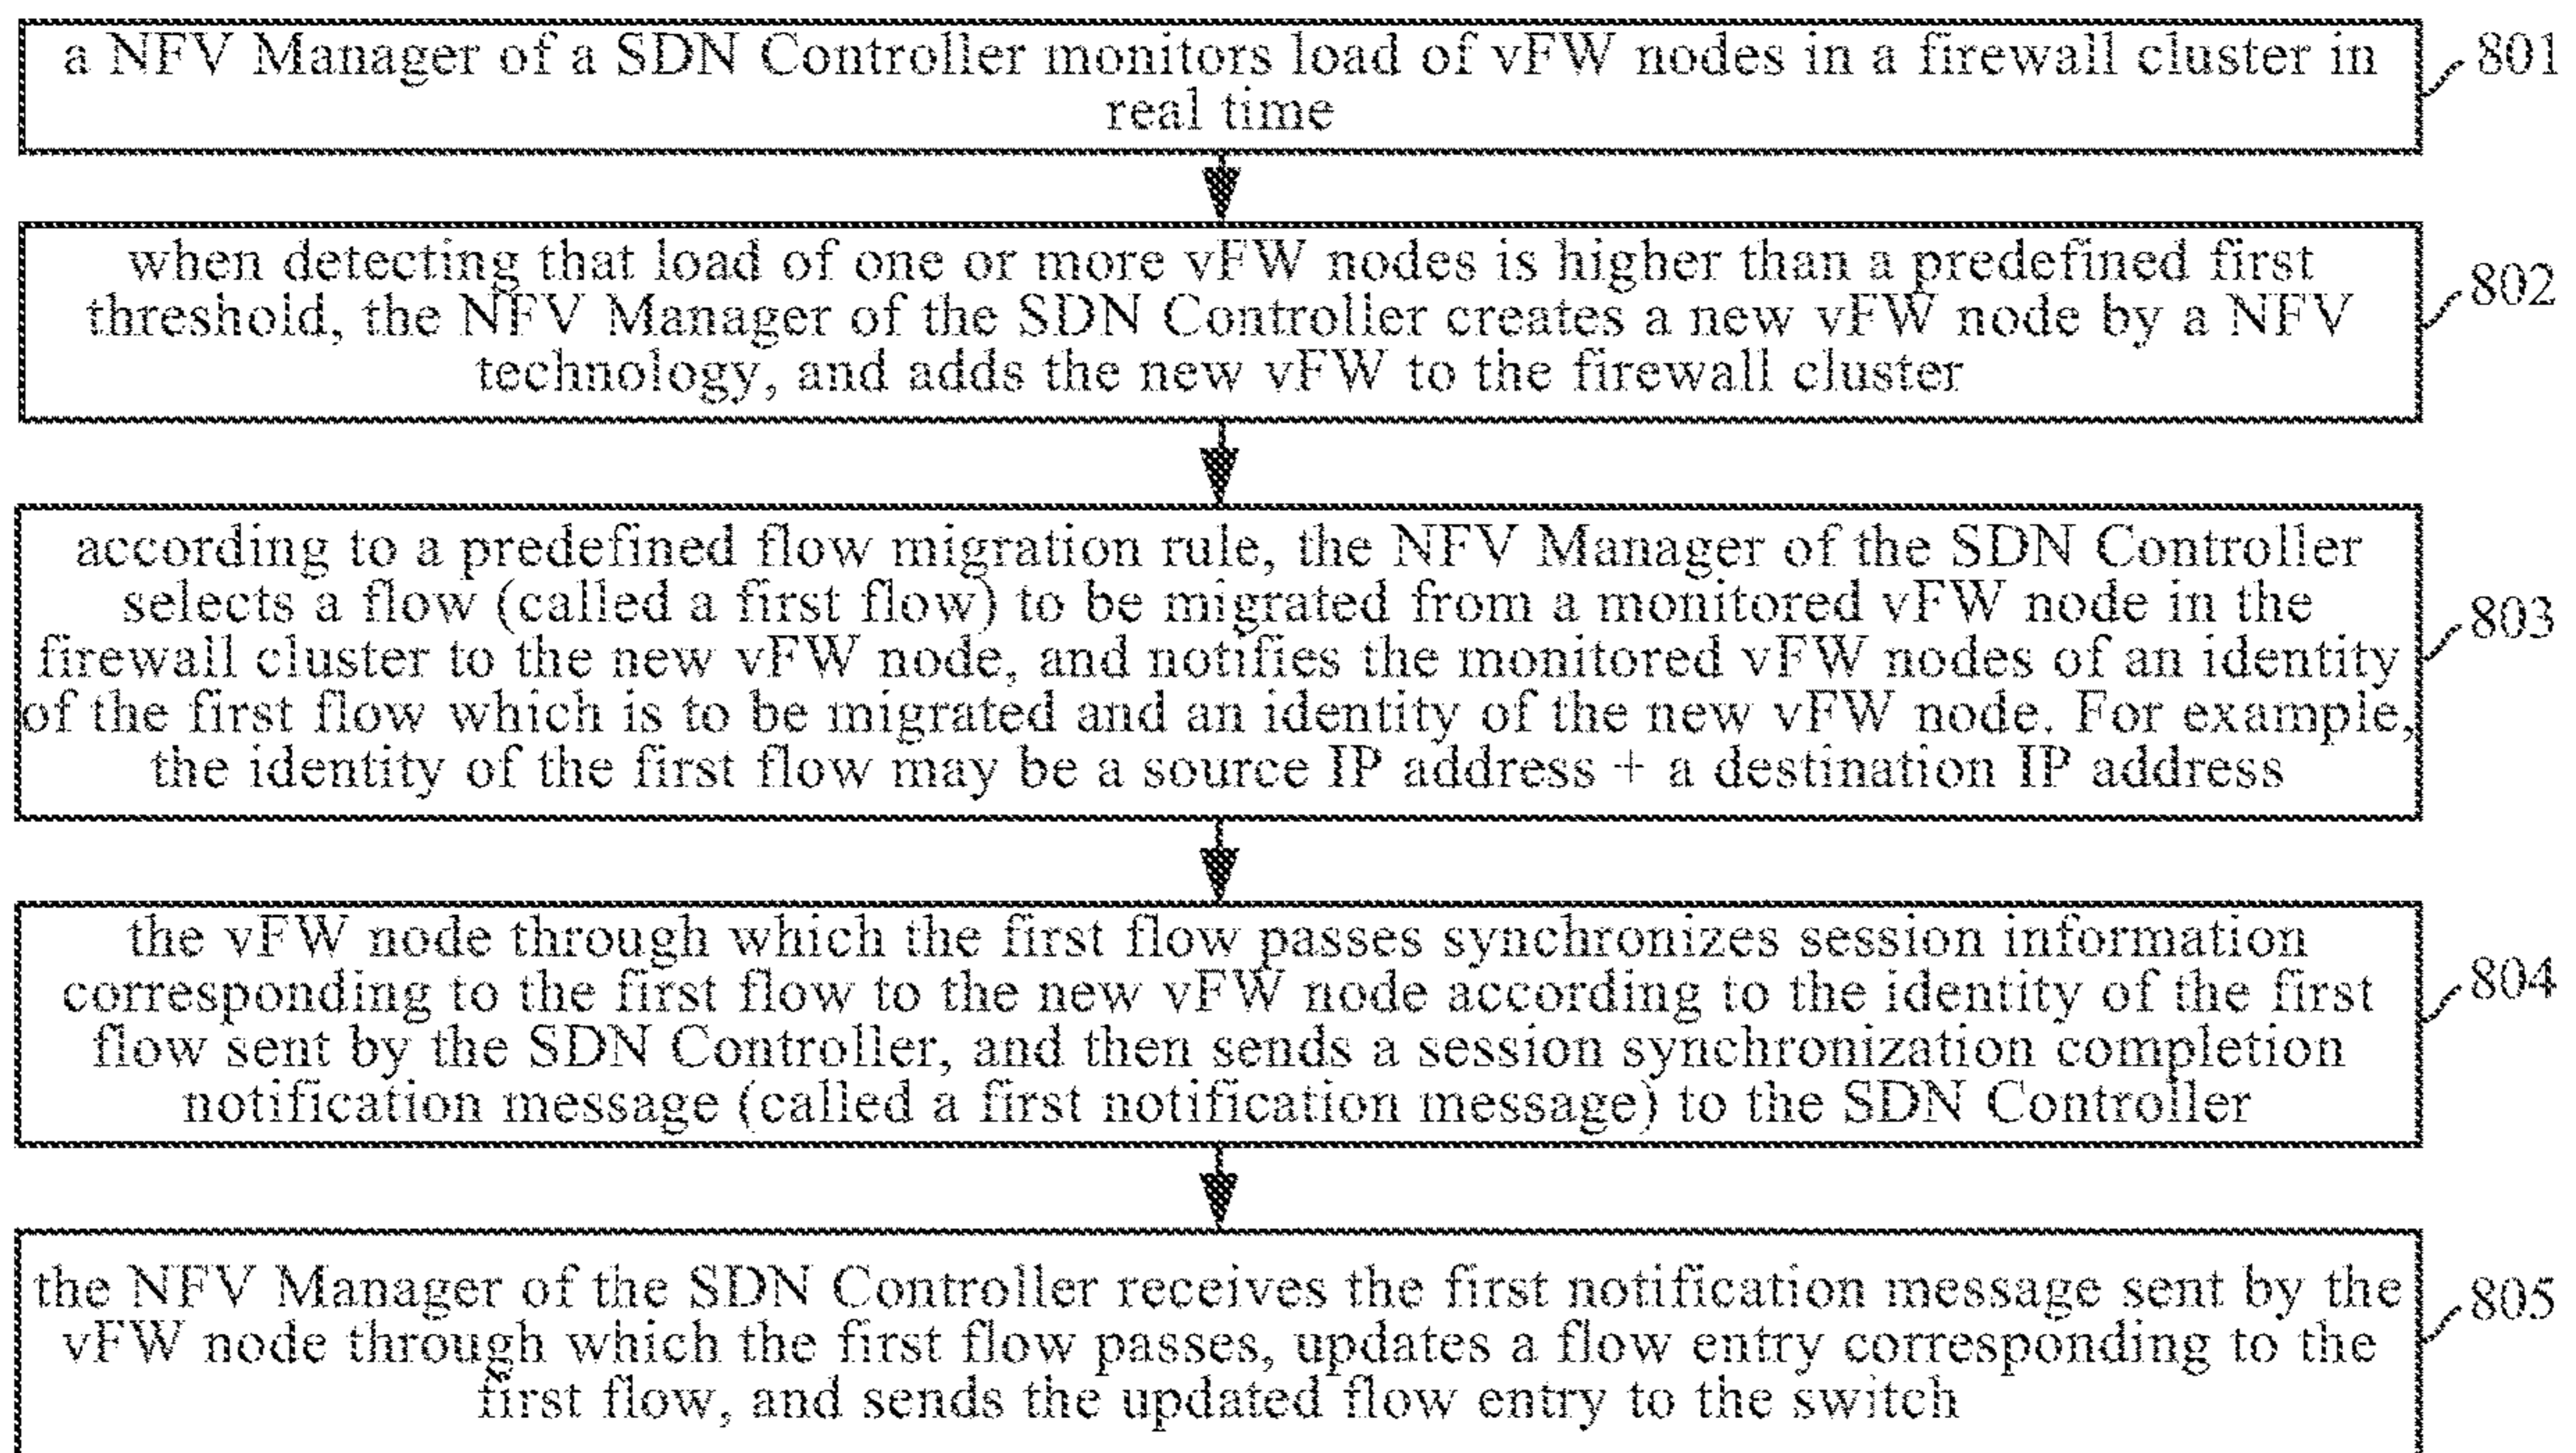 a NFV Manager of a SDN Controller monitors load of vFW nodes in a firewall cluster in
real time
801
when detecting that load of one or more vFW nodes is higher than a predefined first
threshold, the NFV Manager of the SDN Controller creates a new vFW node by a NFV
technology, and adds the new vFW to the firewall cluster
802
according to a predefined flow migration rule, the NFV Manager of the SDN Controller
selects a flow (called a first flow) to be migrated from a monitored vFW node in the
firewall cluster to the new vFW node, and notifies the monitored vFW nodes of an identity
of the first flow which is to be migrated and an identity of the new vFW node. For example,
the identity of the first flow may be a source IP address + a destination IP address
803
the vFW node through which the first flow passes synchronizes session information
corresponding to the first flow to the new vFW node according to the identity of the first
flow sent by the SDN Controller, and then sends a session synchronization completion
notification message (called a first notification message) to the SDN Controller
804
the NFV Manager of the SDN Controller receives the first notification message sent by the
vFW node through which the first flow passes, updates a flow entry corresponding to the
first flow, and sends the updated flow entry to the switch
805